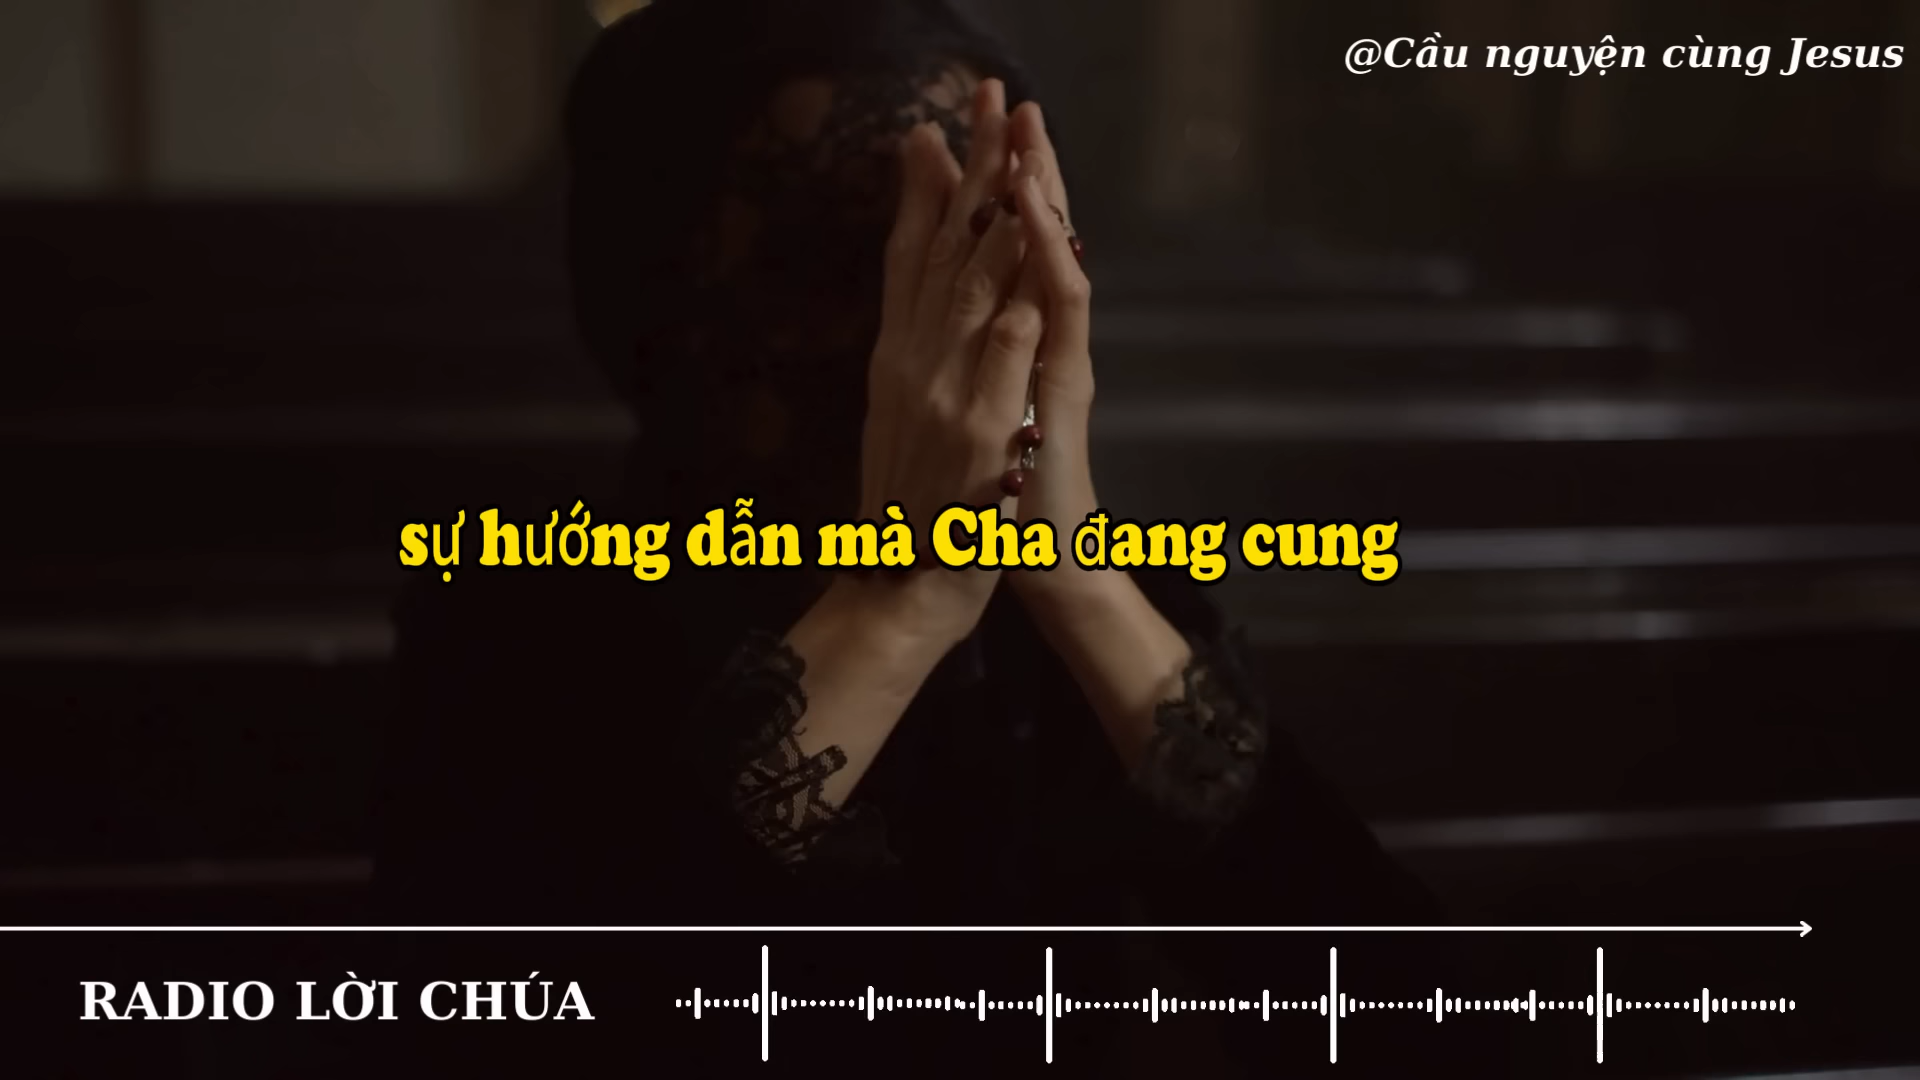 @Cầu nguyện cùng Jesus
sự hướng dẫn mà Cha đang cung
RADIO LỜI CHÚA